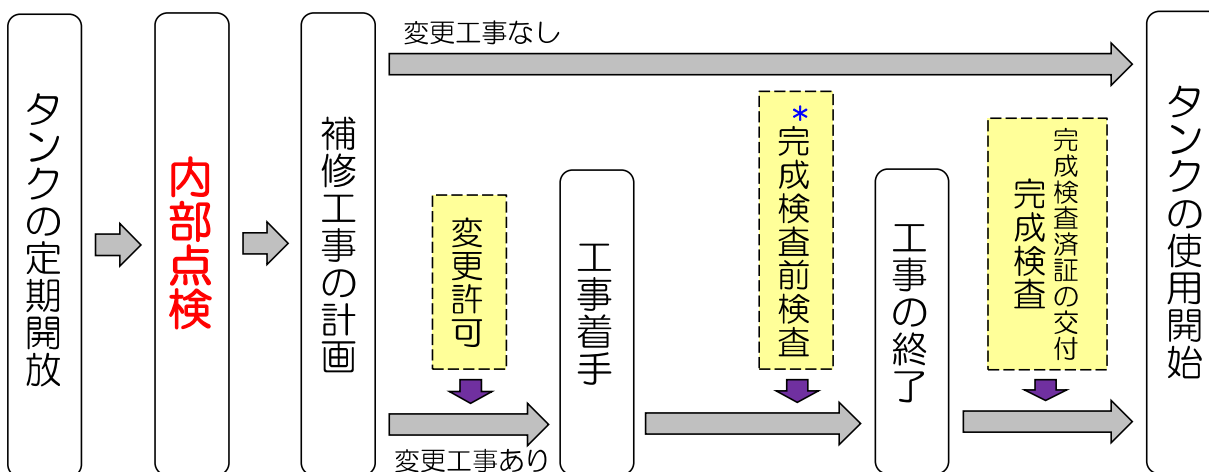 タンクの定期開放
内部点検
補修工事の計画
変更工事なし
変更工事あり
変更許可
工事着手
*完成検査前検査
工事の終了
完成検査
完成検査済証の交付
タンクの使用開始